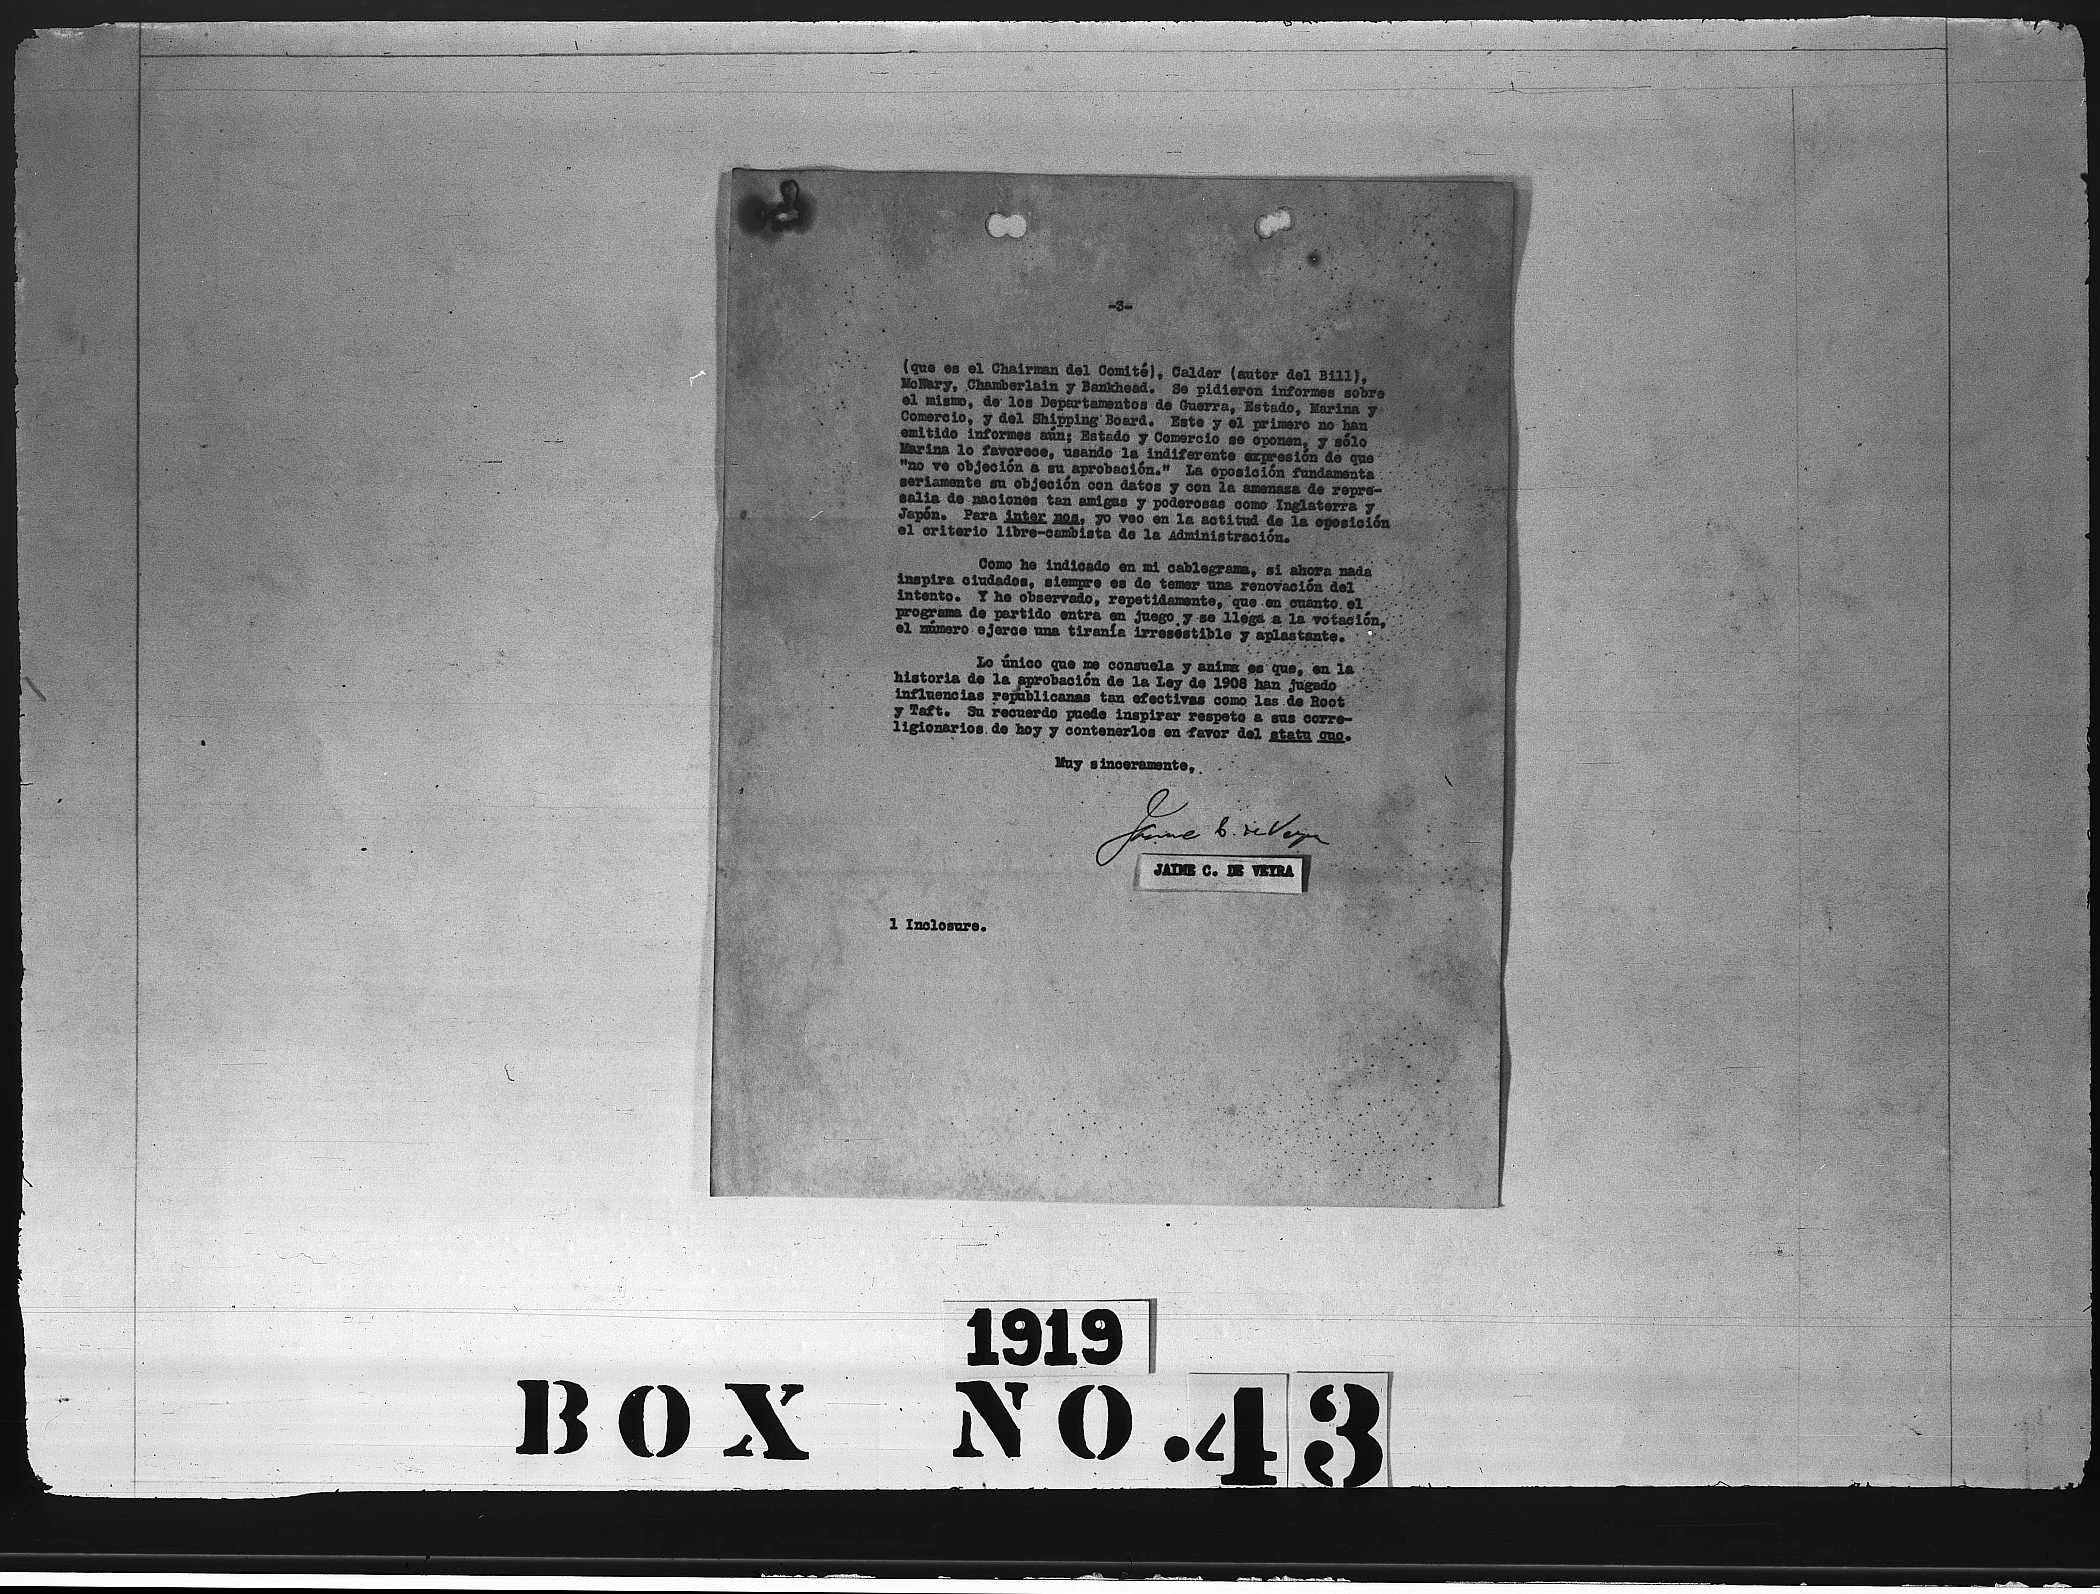 -3-
(que es el Chairman del Comité), Calder (autor del Bill),
McNary, Chamberlain y Bankhead. Se pidieron informes sobre
el mismo, de los Departamentos de Guerra, Estado, Marina y
Comercio, y del Shipping Board. Este y el primero no han
emitido informes aún; Estado y Comercio se oponen, y sólo
Marina lo favorece, usando la indiferente expresión de que
"no ve objeción a su aprobación." La oposición fundamenta
seriamente su objeción con datos y con la amenaza de repre-
salia de naciones tan amigas y poderosas como Inglaterra y
Japón. Para inter nos, yo veo en la actitud de la oposición
el criterio libre-cambista de la Administración.
Como he indicado en mi cablegrama, si ahora nada
inspira ciudados, siempre es de temer una renovación del
intento. Y he observado, repetidamente, que en cuanto el
programa de partido entra en juego y se llega a la votación,
el número ejerce una tiranía irresestible y aplastante.
Lo único que me consuela y anima es que, en la
historia de la aprobación de la Ley de 1908 han jugado
influencias republicanas tan efectivas como las de Root
y Taft. Su recuerdo puede inspirar respeto a sus corre-
ligionarios de hoy y contenerlos en favor del statu quo.
Muy sinceramente,
Jaime C. de Veyra
JAIME C. DE VEYRA
1 Inclosure.
1919
BOX NO.43